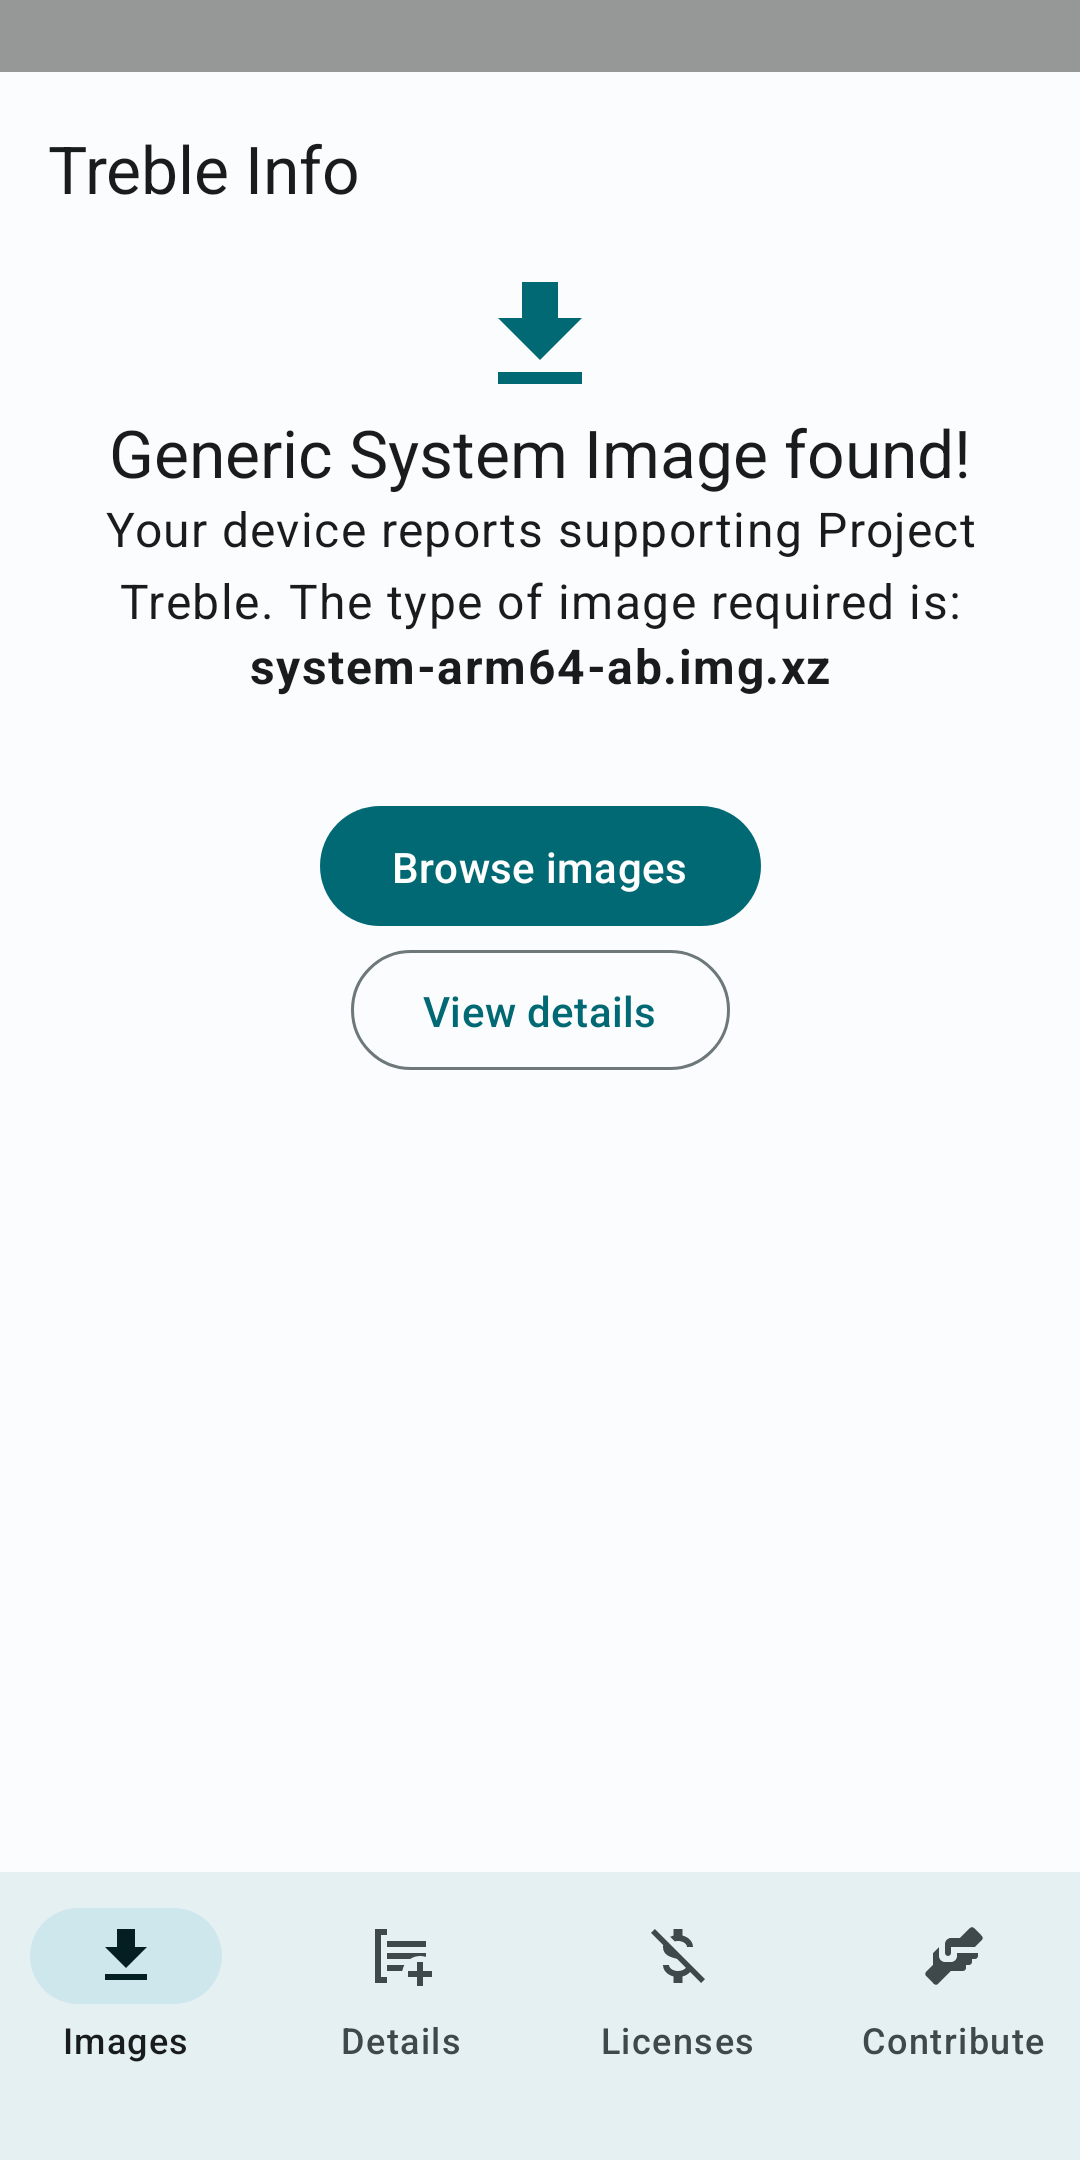 Treble Info
Generic System Image found!
Your device reports supporting Project
Treble. The type of image required is:
system-arm64-ab.img.xz
Browse images
View details
Images
Details
Licenses
Contribute